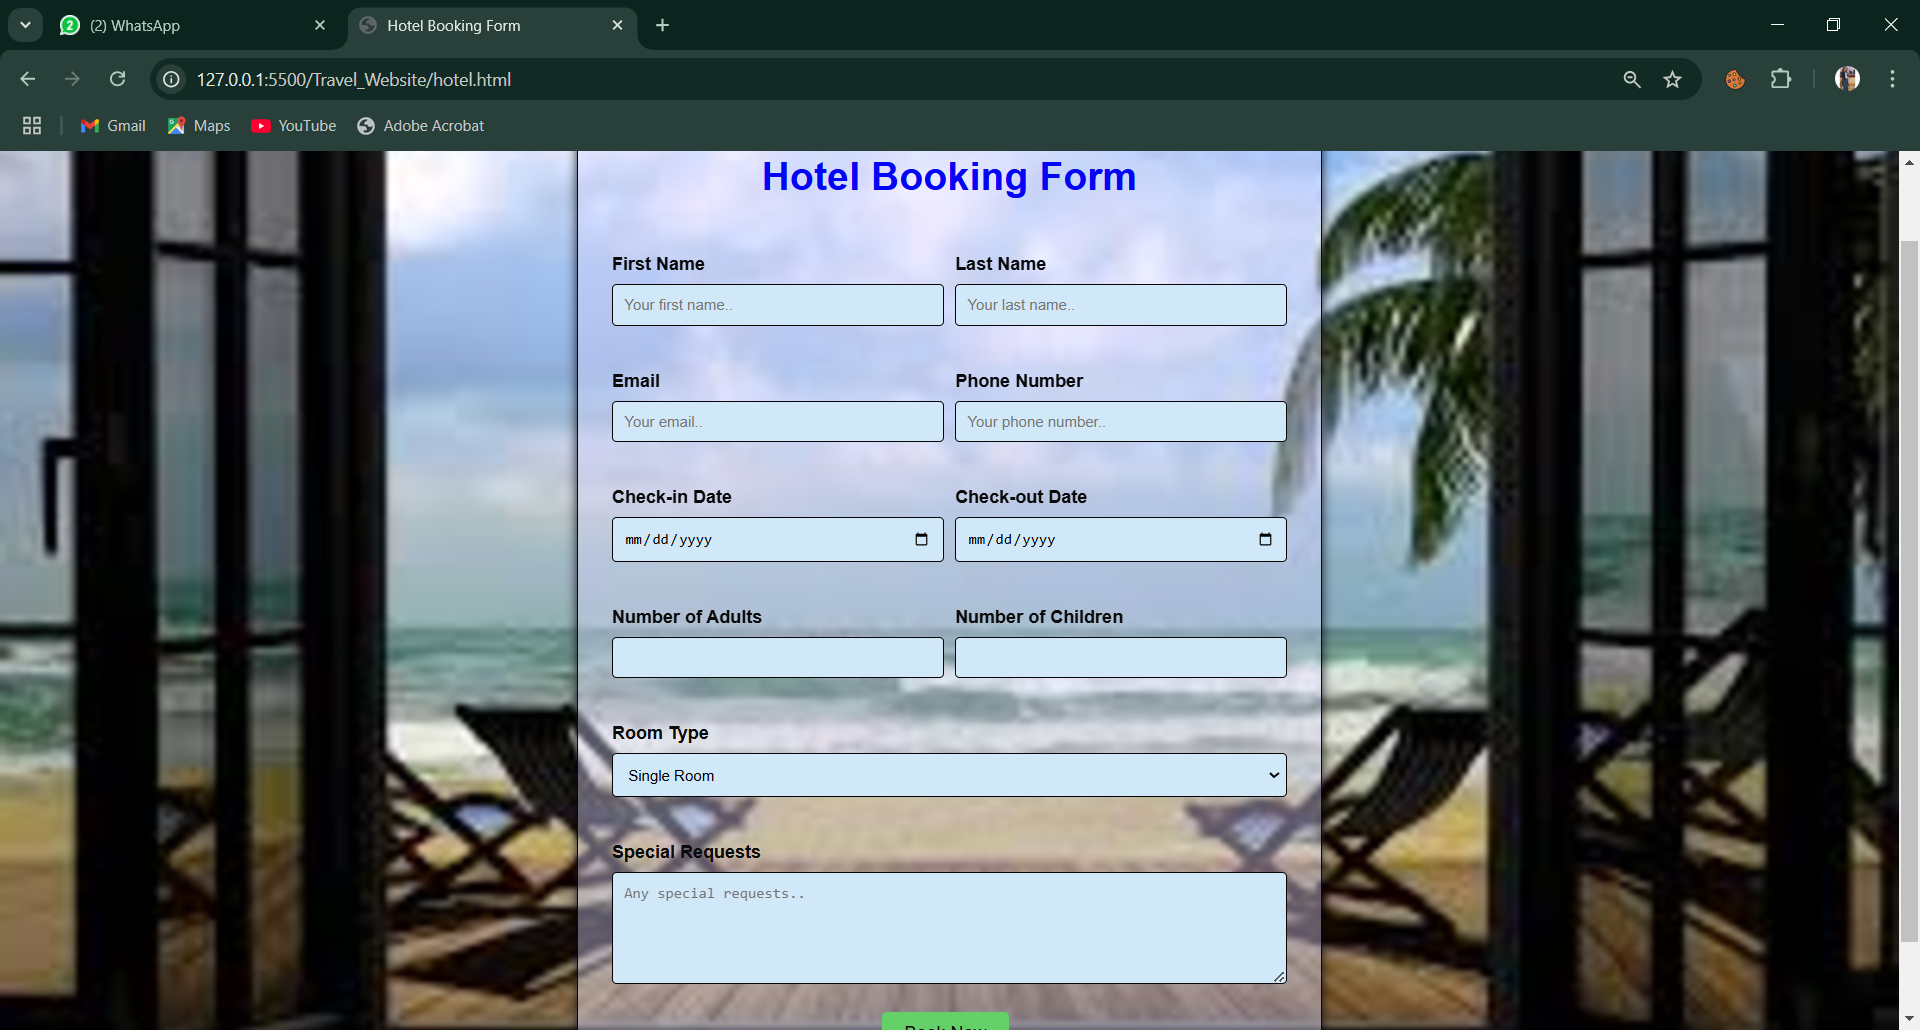 (2) WhatsApp
Hotel Booking Form
127.0.0.1:5500/Travel_Website/hotel.html
Gmail
Maps
YouTube
Adobe Acrobat
Hotel Booking Form
First Name
Last Name
Your first name..
Your last name..
Email
Phone Number
Your email..
Your phone number..
Check-in Date
Check-out Date
mm/dd/yyyy
mm/dd/yyyy
Number of Adults
Number of Children
Room Type
Single Room
Special Requests
Any special requests..
Book Now